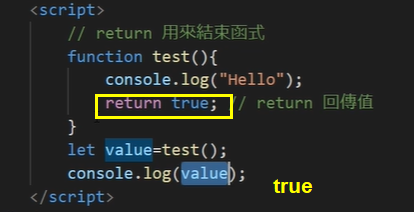 <script>
// return 用來結束函式
function test(){
console.log("Hello");
return true; // return 回傳值
}
let value=test();
console.log(value);
true
</script>